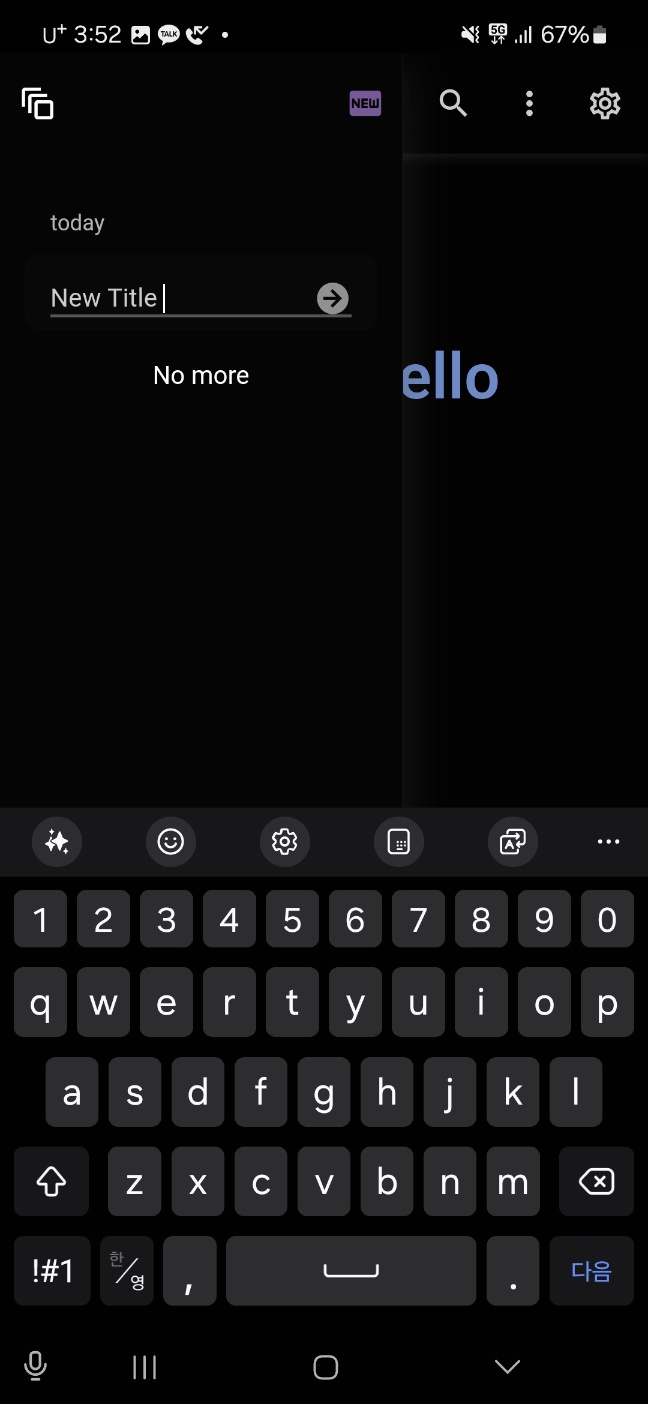 U+ 3:52 TALK 5G 67%
NEW
today
New Title
No more
ello
1 2 3 4 5 6 7 8 9 0
q w e r t y u i o p
a s d f g h j k l
z x c v b n m
!#1 한/영 , . 다음